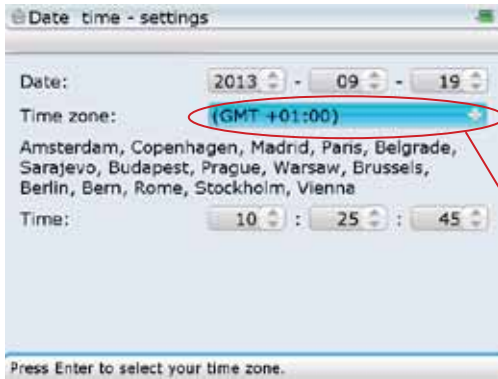 Date time - settings
Date: 2013 - 09 - 19
Time zone: (GMT +01:00)
Amsterdam, Copenhagen, Madrid, Paris, Belgrade,
Sarajevo, Budapest, Prague, Warsaw, Brussels,
Berlin, Bern, Rome, Stockholm, Vienna
Time: 10 : 25 : 45
Press Enter to select your time zone.